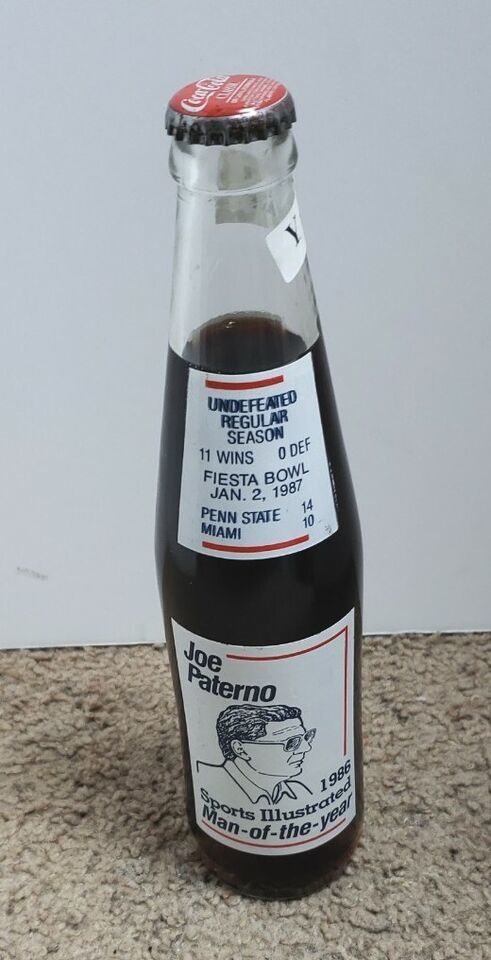 Coca-Cola
CLASSIC
Y
UNDEFEATED
REGULAR
SEASON
11 WINS 0 DEF
FIESTA BOWL
JAN. 2, 1987
PENN STATE 14
MIAMI 10
Joe
Paterno
1986
Sports Illustrated
Man-of-the-year